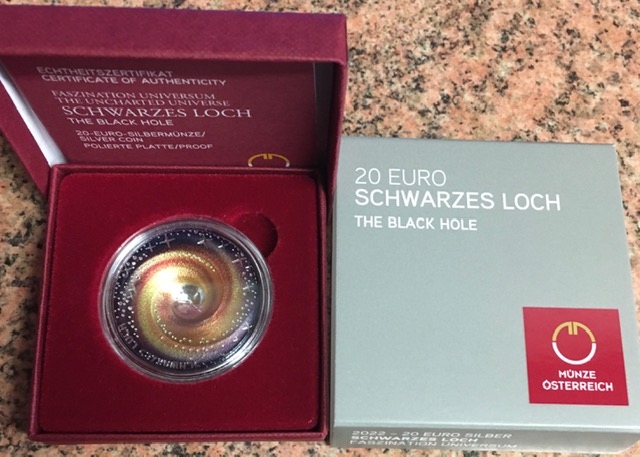 ECHTHEITSZERTIFIKAT
CERTIFICATE OF AUTHENTICITY
FASZINATION UNIVERSUM
THE UNCHARTED UNIVERSE
SCHWARZES LOCH
THE BLACK HOLE
20-EURO-SILBERMÜNZE/
SILVER COIN
POLIERTE PLATTE/PROOF
SCHWARZES LOCH
20 EURO
SCHWARZES LOCH
THE BLACK HOLE
MÜNZE
ÖSTERREICH
2022 – 20 EURO SILBER
SCHWARZES LOCH
FASZINATION UNIVERSUM